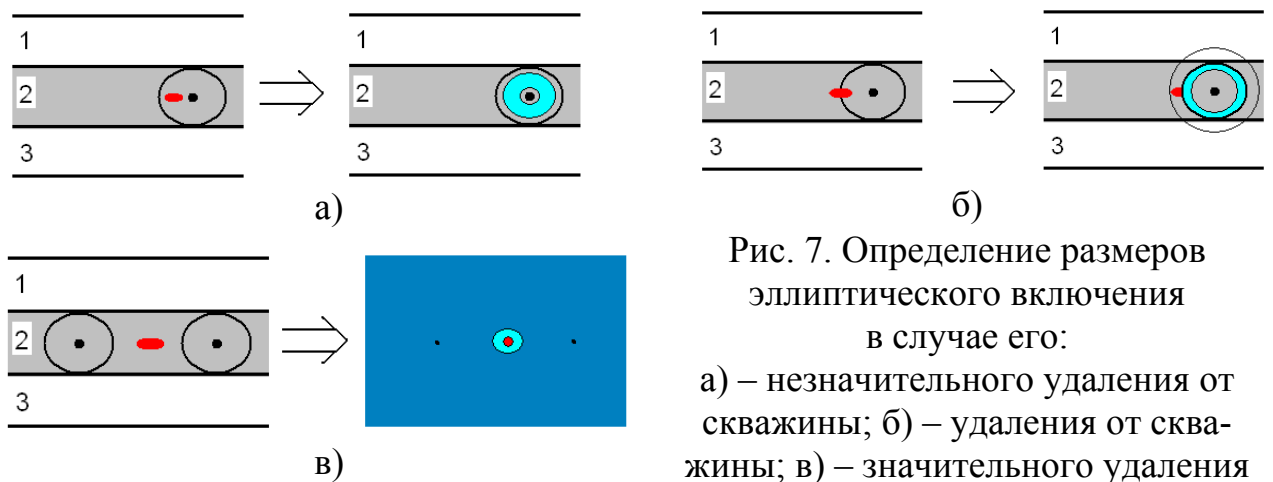 1
2
3
1
2
3
а)
1
2
3
1
2
3
б)
1
2
3
в)
Рис. 7. Определение размеров
эллиптического включения
в случае его:
а) – незначительного удаления от
скважины; б) – удаления от сква-
жины; в) – значительного удаления